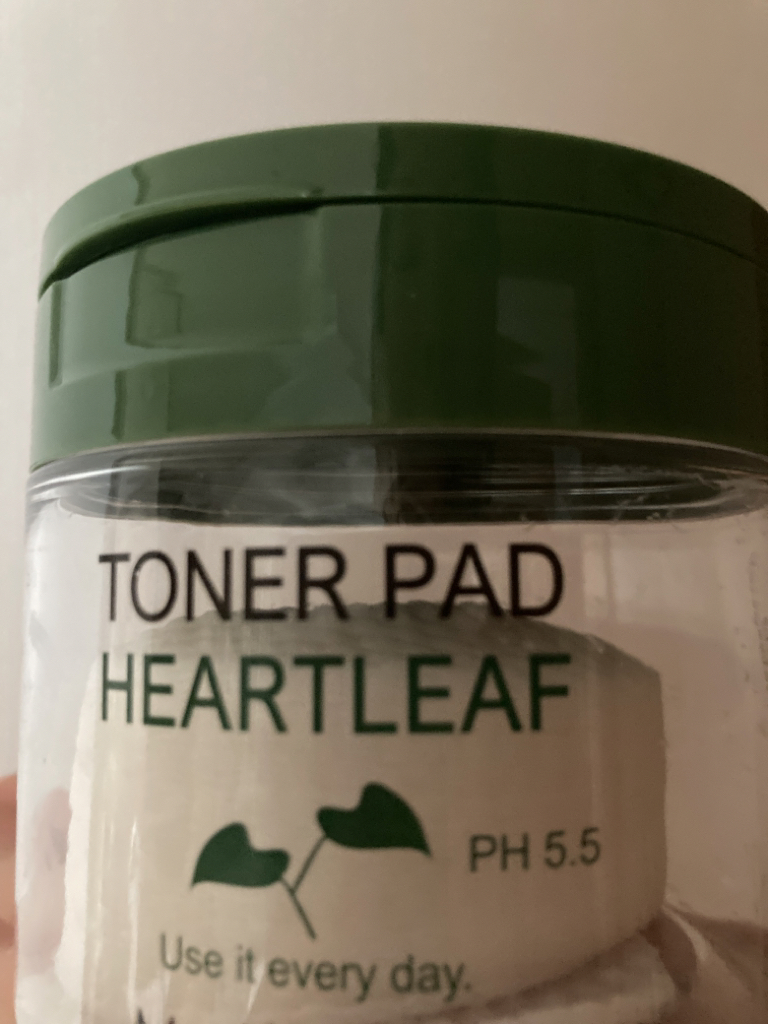 TONER PAD
HEARTLEAF
PH 5.5
Use it every day.